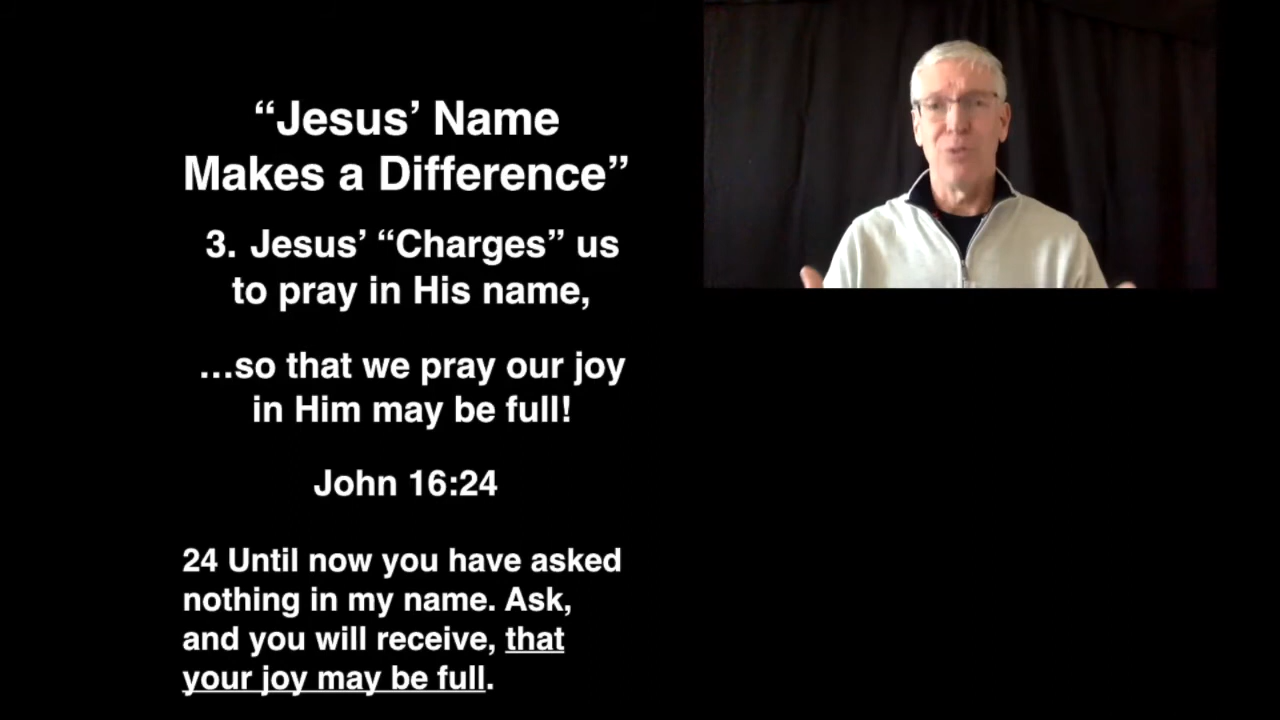 “Jesus’ Name
Makes a Difference”
3. Jesus’ “Charges” us
to pray in His name,
…so that we pray our joy
in Him may be full!
John 16:24
24 Until now you have asked
nothing in my name. Ask,
and you will receive, that
your joy may be full.